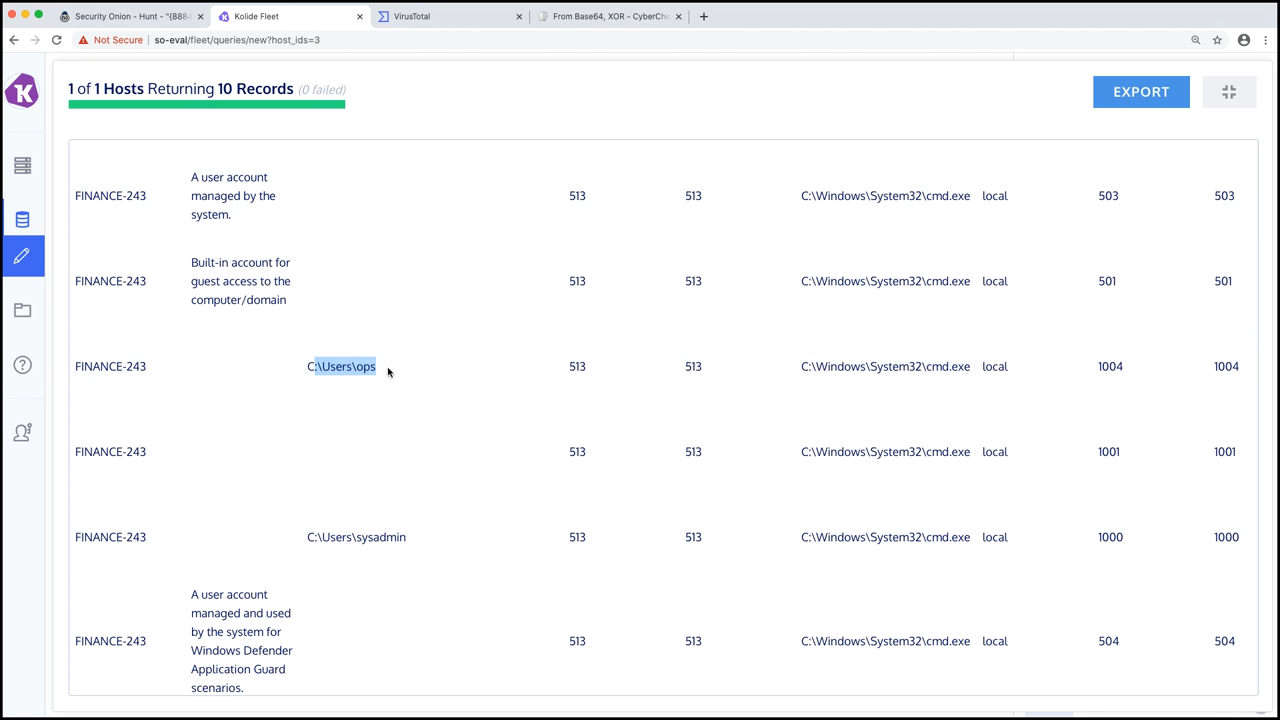 Security Onion - Hunt - "{8884
Kolide Fleet
VirusTotal
From Base64, XOR - CyberChe
Not Secure
so-eval/fleet/queries/new?host_ids=3
1 of 1 Hosts Returning 10 Records (0 failed)
EXPORT
FINANCE-243 A user account 513 513 C:\Windows\System32\cmd.exe local 503 503
managed by the
system.
FINANCE-243 Built-in account for 513 513 C:\Windows\System32\cmd.exe local 501 501
guest access to the
computer/domain
FINANCE-243 C:\Users\ops 513 513 C:\Windows\System32\cmd.exe local 1004 1004
FINANCE-243 513 513 C:\Windows\System32\cmd.exe local 1001 1001
FINANCE-243 C:\Users\sysadmin 513 513 C:\Windows\System32\cmd.exe local 1000 1000
FINANCE-243 A user account 513 513 C:\Windows\System32\cmd.exe local 504 504
managed and used
by the system for
Windows Defender
Application Guard
scenarios.